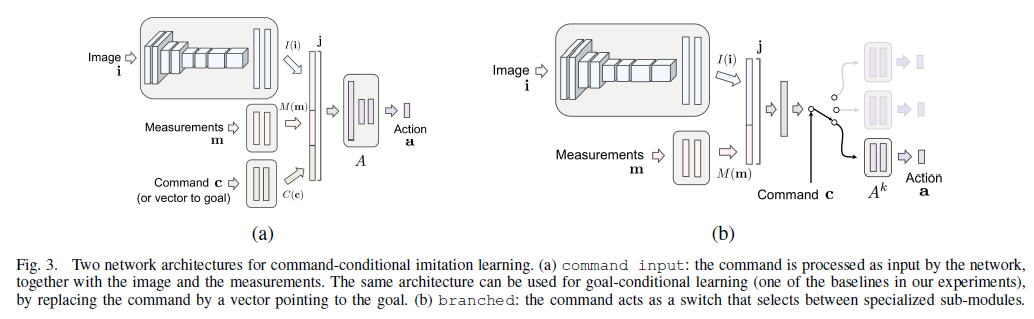 Image
i
I(i)
j
Measurements
m
M(m)
Command c
(or vector to goal)
C(c)
A
Action
a
(a)
Image
i
I(i)
j
Measurements
m
M(m)
Command c
A^k
Action
a
(b)
Fig. 3. Two network architectures for command-conditional imitation learning. (a) command input: the command is processed as input by the network,
together with the image and the measurements. The same architecture can be used for goal-conditional learning (one of the baselines in our experiments),
by replacing the command by a vector pointing to the goal. (b) branched: the command acts as a switch that selects between specialized sub-modules.